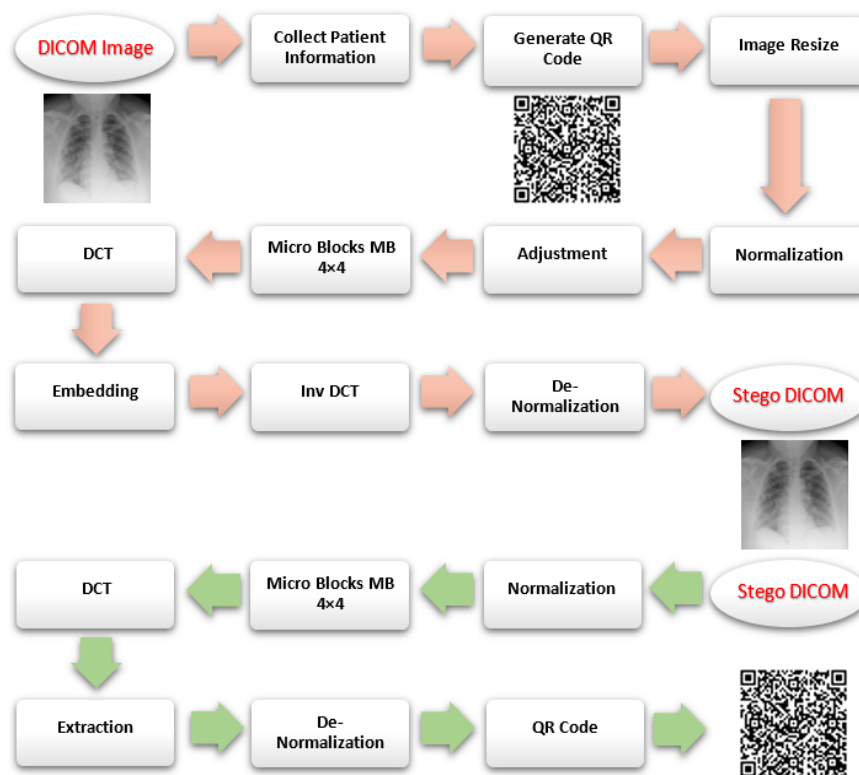 DICOM Image
Collect Patient
Information
Generate QR
Code
Image Resize
DCT
Micro Blocks MB
4×4
Adjustment
Normalization
Embedding
Inv DCT
De-
Normalization
Stego DICOM
DCT
Micro Blocks MB
4×4
Normalization
Stego DICOM
Extraction
De-
Normalization
QR Code